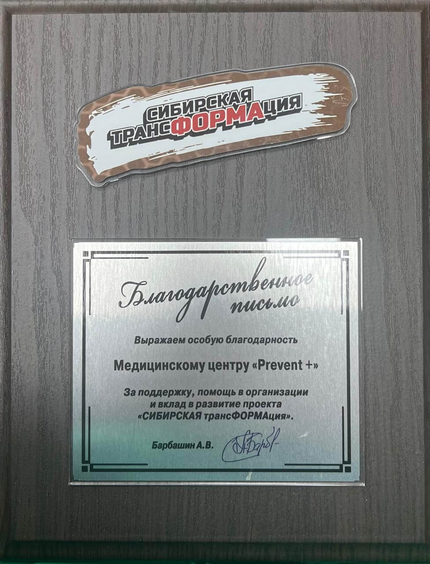 СИБИРСКАЯ
ТРАНСФОРМАЦИЯ
Благодарственное
письмо
Выражаем особую благодарность
Медицинскому центру «Prevent +»
За поддержку, помощь в организации
и вклад в развитие проекта
«СИБИРСКАЯ трансФОРМАция».
Барбашин А.В.